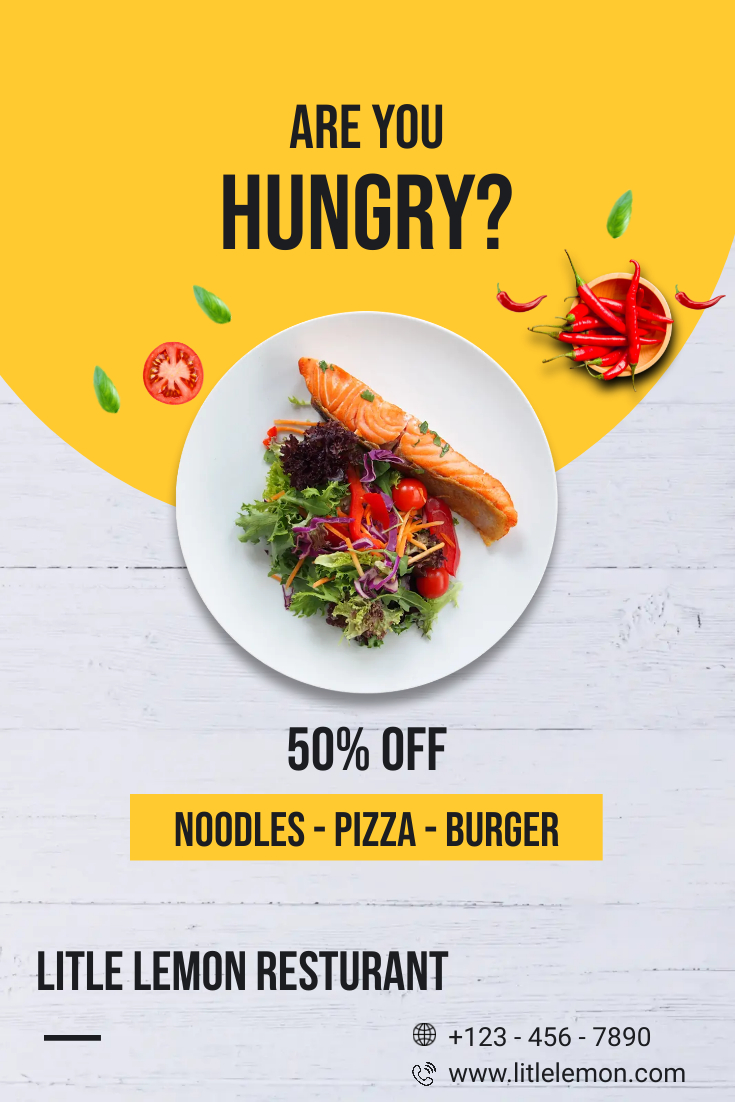 ARE YOU
HUNGRY?
50% OFF
NOODLES - PIZZA - BURGER
LITLE LEMON RESTURANT
+123 - 456 - 7890
www.litlelemon.com